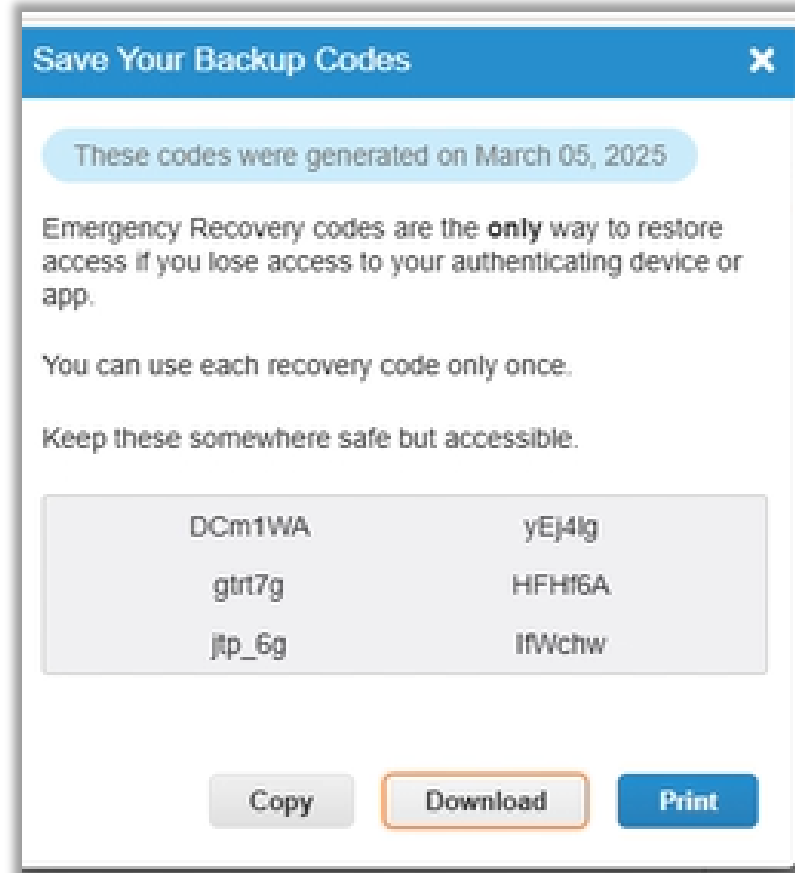 Save Your Backup Codes
These codes were generated on March 05, 2025
Emergency Recovery codes are the only way to restore
access if you lose access to your authenticating device or
app.
You can use each recovery code only once.
Keep these somewhere safe but accessible.
DCm1WA
gtrt7g HFHf6A
jtp_6g
Copy Download Print